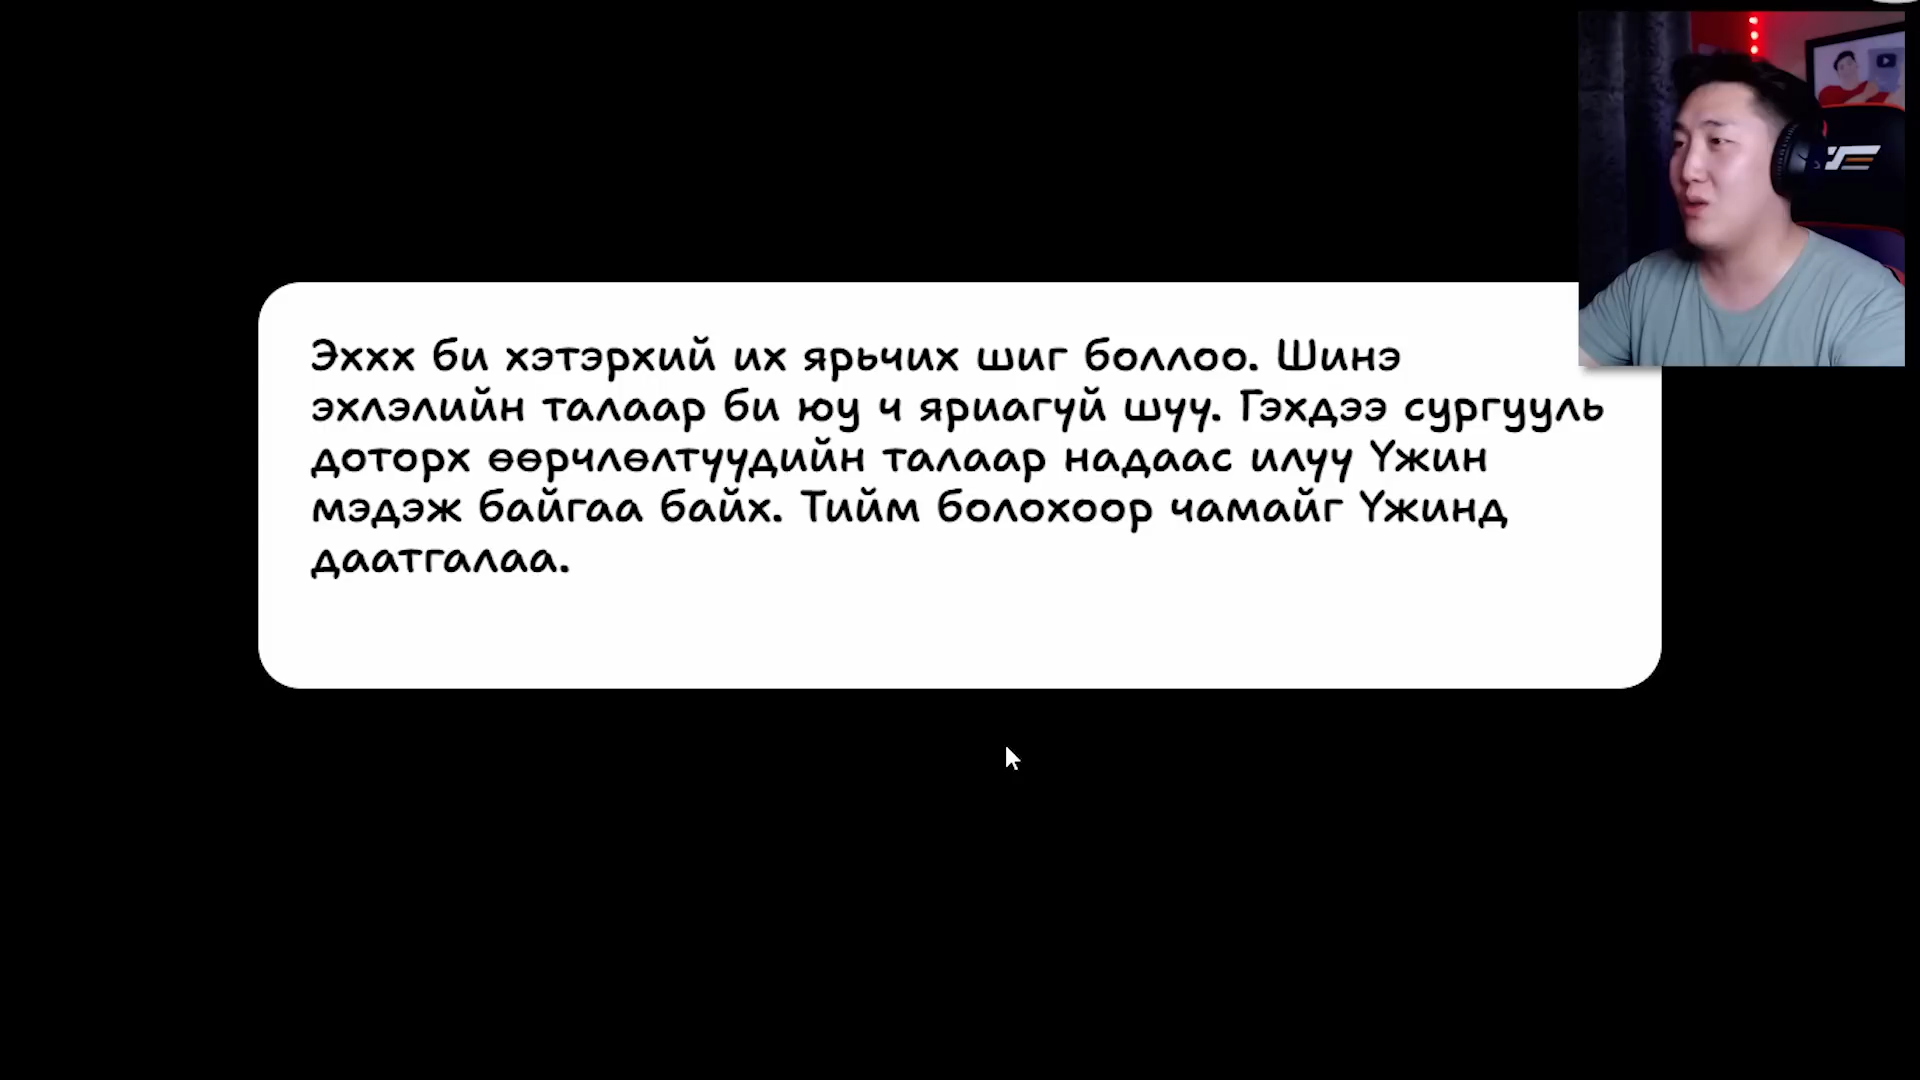 Эххх би хэтэрхий их ярьчих шиг боллоо. Шинэ
эхлэлийн талаар би юу ч яриагүй шүү. Гэхдээ сургууль
доторх өөрчлөлтүүдийн талаар надаас илүү Үжин
мэдэж байгаа байх. Тийм болохоор чамайг Үжинд
даатгалаа.